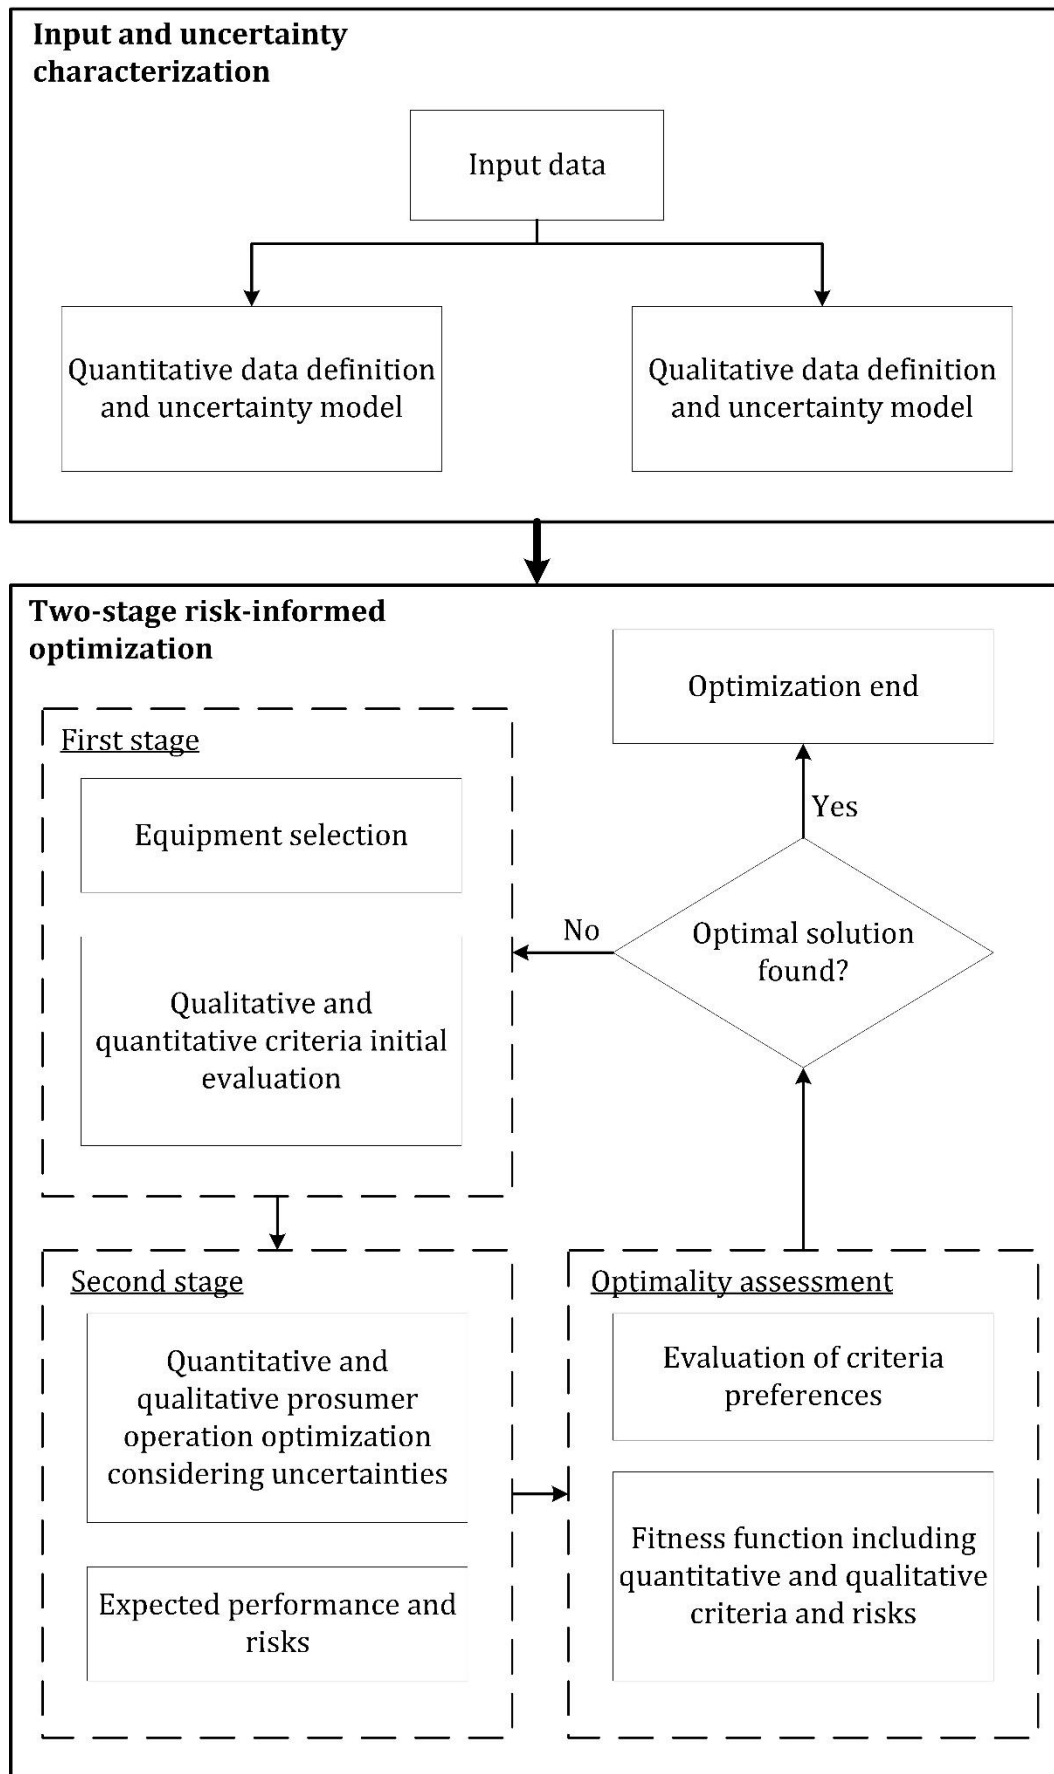 Input and uncertainty
characterization
Input data
Quantitative data definition
and uncertainty model
Qualitative data definition
and uncertainty model
Two-stage risk-informed
optimization
Optimization end
First stage
Equipment selection
Yes
No
Optimal solution
found?
Qualitative and
quantitative criteria initial
evaluation
Second stage
Quantitative and
qualitative prosumer
operation optimization
considering uncertainties
Expected performance and
risks
Optimality assessment
Evaluation of criteria
preferences
Fitness function including
quantitative and qualitative
criteria and risks